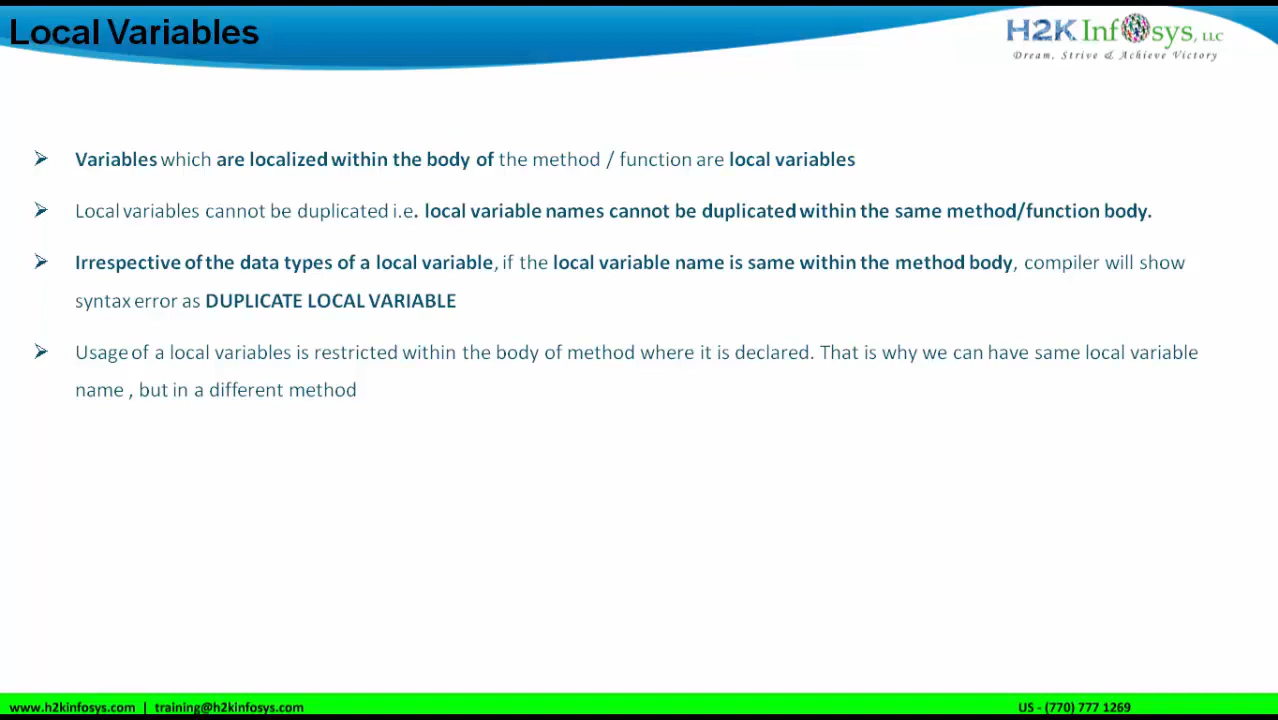 Local Variables
H2K Infosys, LLC
Dream, Strive & Achieve Victory
➢ Variables which are localized within the body of the method / function are local variables
➢ Local variables cannot be duplicated i.e. local variable names cannot be duplicated within the same method/function body.
➢ Irrespective of the data types of a local variable, if the local variable name is same within the method body, compiler will show
syntax error as DUPLICATE LOCAL VARIABLE
➢ Usage of a local variables is restricted within the body of method where it is declared. That is why we can have same local variable
name , but in a different method
www.h2kinfosys.com | training@h2kinfosys.com
US - (770) 777 1269